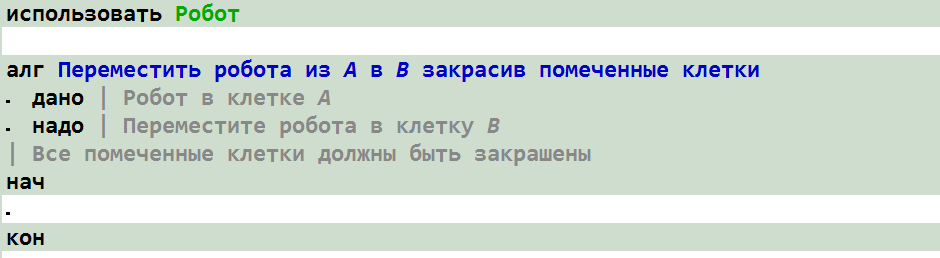 использовать Робот
алг Переместить робота из A в B закрасив помеченные клетки
. дано | Робот в клетке A
. надо | Переместите робота в клетку B
| Все помеченные клетки должны быть закрашены
нач
.
кон